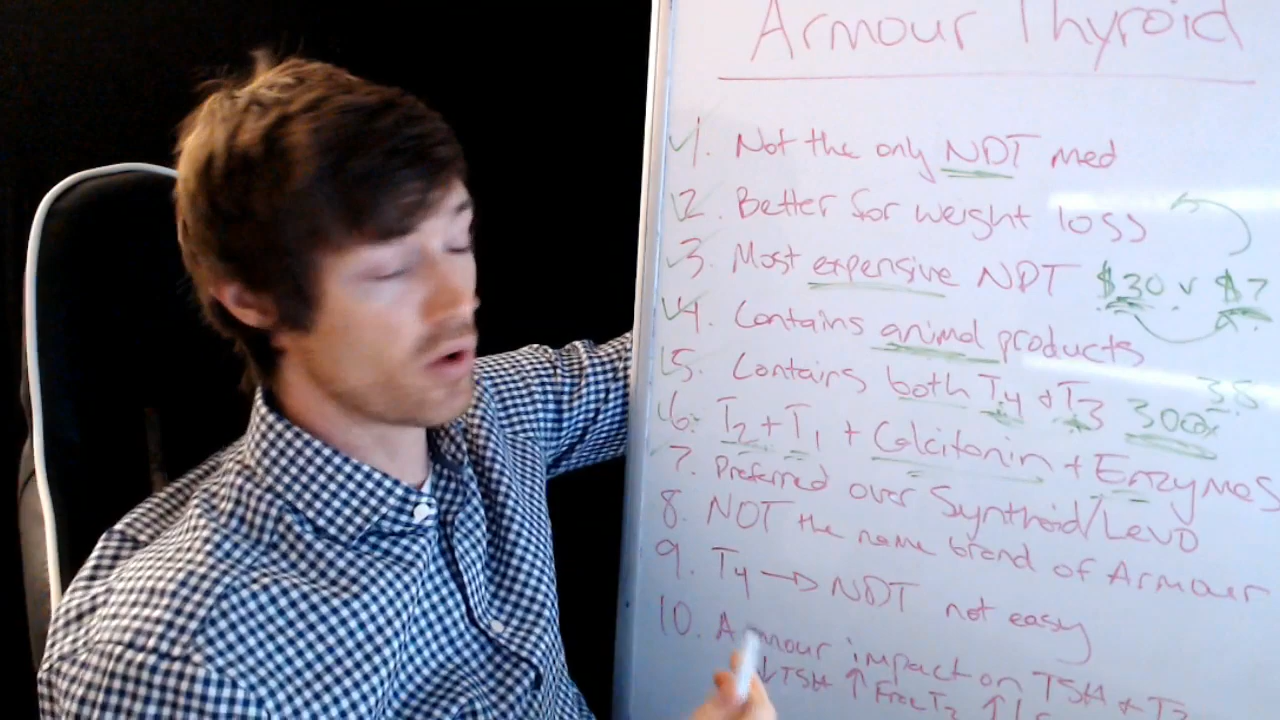 Armour Thyroid
1. Not the only NDT med
2. Better for weight loss
3. Most expensive NDT $30 v $7
4. Contains animal products
5. Contains both T4 & T3 3.8
6. T2 + T1 + Calcitonin + Enzymes
7. Preferred over Synthroid/Levo
8. NOT the name brand of Armour
9. T4 → NDT not easy
10. Armour impact on TSH & T3
↓ TSH ↑ Free T3 ↑